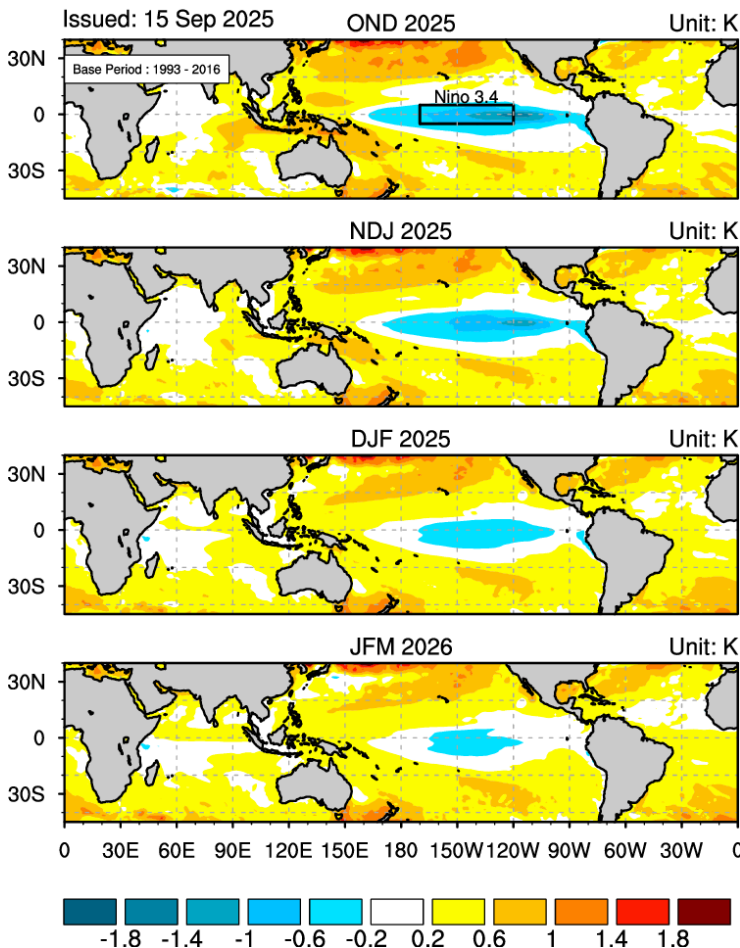 Issued: 15 Sep 2025 OND 2025 Unit: K
30N
Base Period : 1993 - 2016
Nino 3.4
0
30S
NDJ 2025 Unit: K
30N
0
30S
DJF 2025 Unit: K
30N
0
30S
JFM 2026 Unit: K
30N
0
30S
0 30E 60E 90E 120E 150E 180 150W 120W 90W 60W 30W 0
-1.8 -1.4 -1 -0.6 -0.2 0.2 0.6 1 1.4 1.8